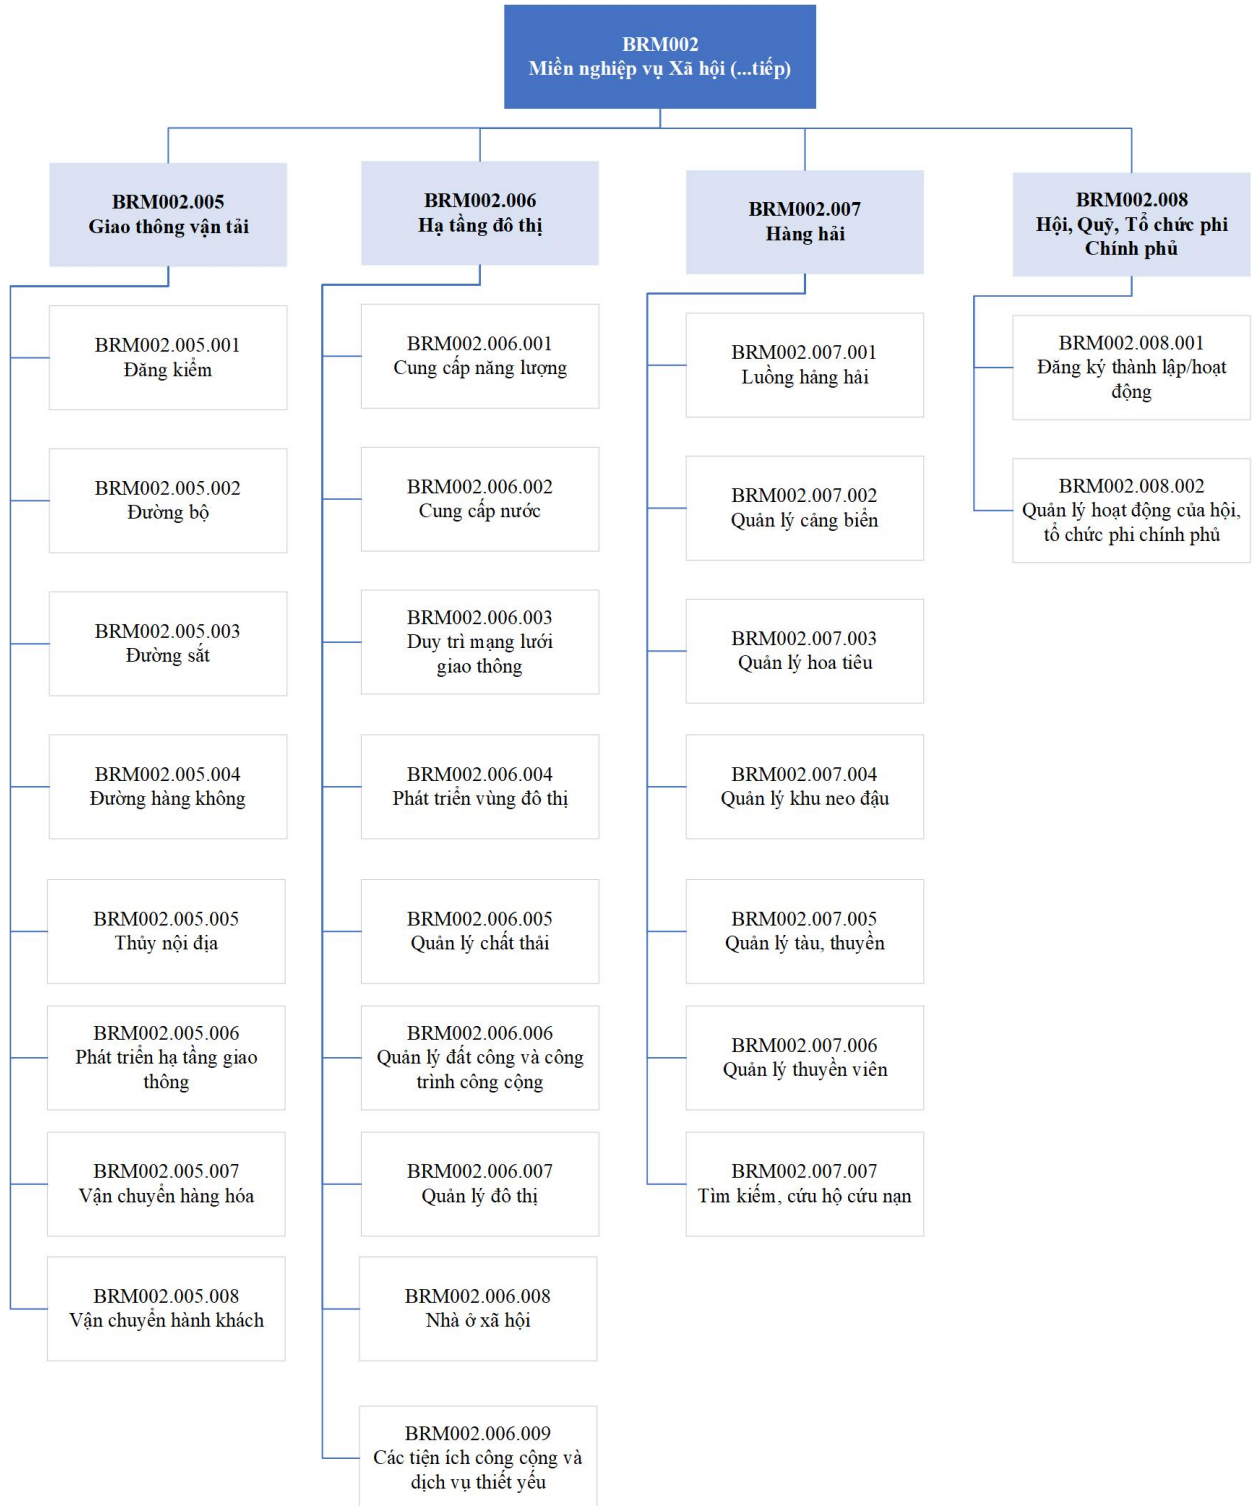 BRM002
Miền nghiệp vụ Xã hội (...tiếp)
BRM002.005
Giao thông vận tải
BRM002.005.001
Đăng kiểm
BRM002.005.002
Đường bộ
BRM002.005.003
Đường sắt
BRM002.005.004
Đường hàng không
BRM002.005.005
Thủy nội địa
BRM002.005.006
Phát triển hạ tầng giao
thông
BRM002.005.007
Vận chuyển hàng hóa
BRM002.005.008
Vận chuyển hành khách
BRM002.006
Hạ tầng đô thị
BRM002.006.001
Cung cấp năng lượng
BRM002.006.002
Cung cấp nước
BRM002.006.003
Duy trì mạng lưới
giao thông
BRM002.006.004
Phát triển vùng đô thị
BRM002.006.005
Quản lý chất thải
BRM002.006.006
Quản lý đất công và công
trình công cộng
BRM002.006.007
Quản lý đô thị
BRM002.006.008
Nhà ở xã hội
BRM002.006.009
Các tiện ích công cộng và
dịch vụ thiết yếu
BRM002.007
Hàng hải
BRM002.007.001
Luồng hảng hải
BRM002.007.002
Quản lý cảng biển
BRM002.007.003
Quản lý hoa tiêu
BRM002.007.004
Quản lý khu neo đậu
BRM002.007.005
Quản lý tàu, thuyền
BRM002.007.006
Quản lý thuyền viên
BRM002.007.007
Tìm kiếm, cứu hộ cứu nạn
BRM002.008
Hội, Quỹ, Tổ chức phi
Chính phủ
BRM002.008.001
Đăng ký thành lập/hoạt
động
BRM002.008.002
Quản lý hoạt động của hội,
tổ chức phi chính phủ